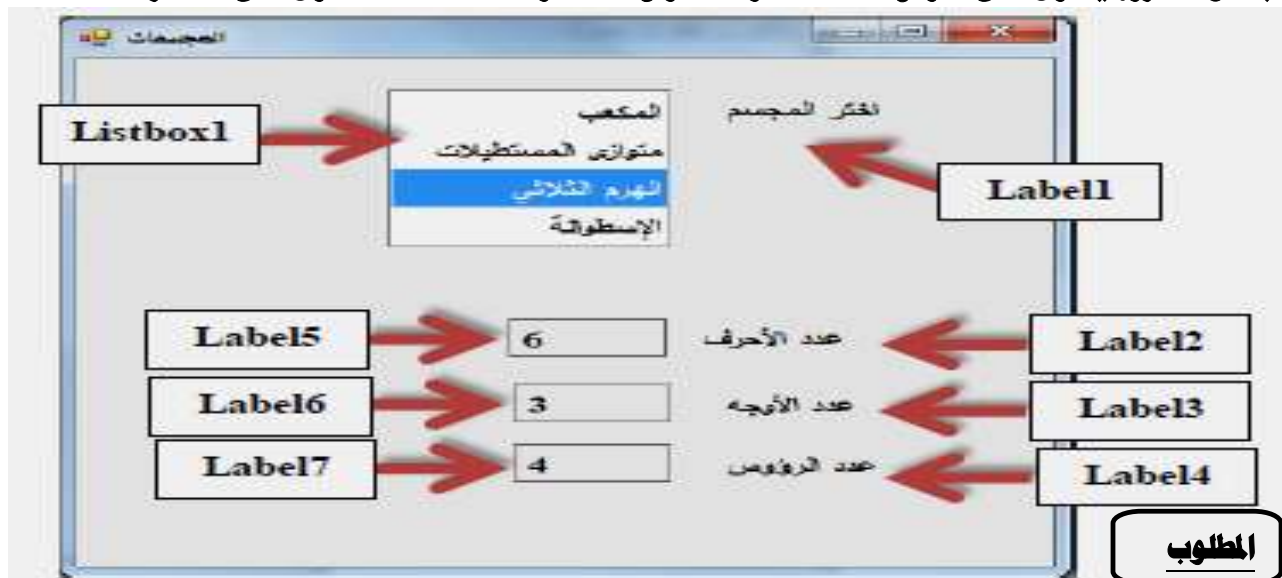 المجسمات
اختر المجسم
المكعب
متوازى المستطيلات
الهرم الثلاثي
الإسطوانة
Listbox1
Label1
عدد الأحرف
6
Label5
Label2
عدد الأوجه
3
Label6
Label3
عدد الرؤوس
4
Label7
Label4
المطلوب